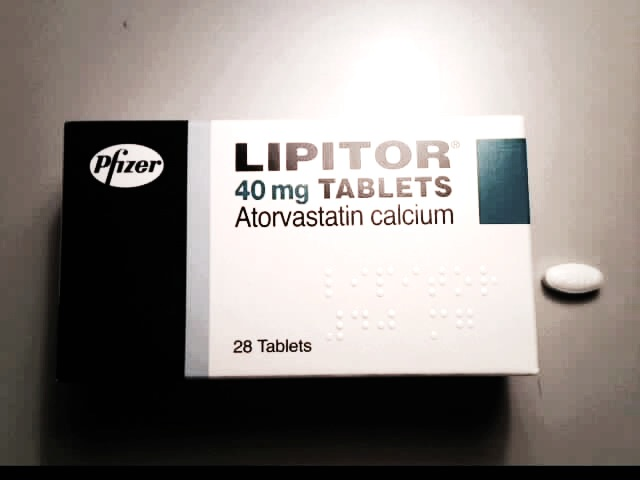 Pfizer
LIPITOR®
40 mg TABLETS
Atorvastatin calcium
28 Tablets